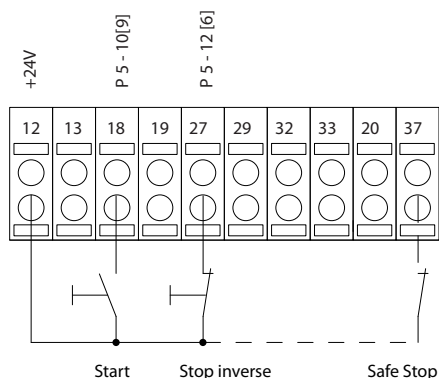 +24V
P 5 - 10[9]
P 5 - 12 [6]
12 13 18 19 27 29 32 33 20 37
Start Stop inverse Safe Stop